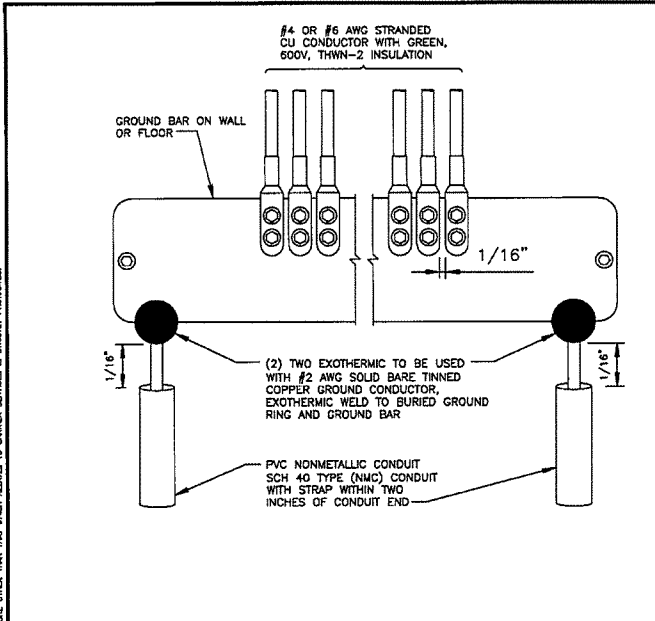 #4 OR #6 AWG STRANDED
CU CONDUCTOR WITH GREEN,
600V, THWN-2 INSULATION
GROUND BAR ON WALL
OR FLOOR
1/16"
1/16"
1/16"
(2) TWO EXOTHERMIC TO BE USED
WITH #2 AWG SOLID BARE TINNED
COPPER GROUND CONDUCTOR,
EXOTHERMIC WELD TO BURIED GROUND
RING AND GROUND BAR
PVC NONMETALLIC CONDUIT
SCH 40 TYPE (NMC) CONDUIT
WITH STRAP WITHIN TWO
INCHES OF CONDUIT END